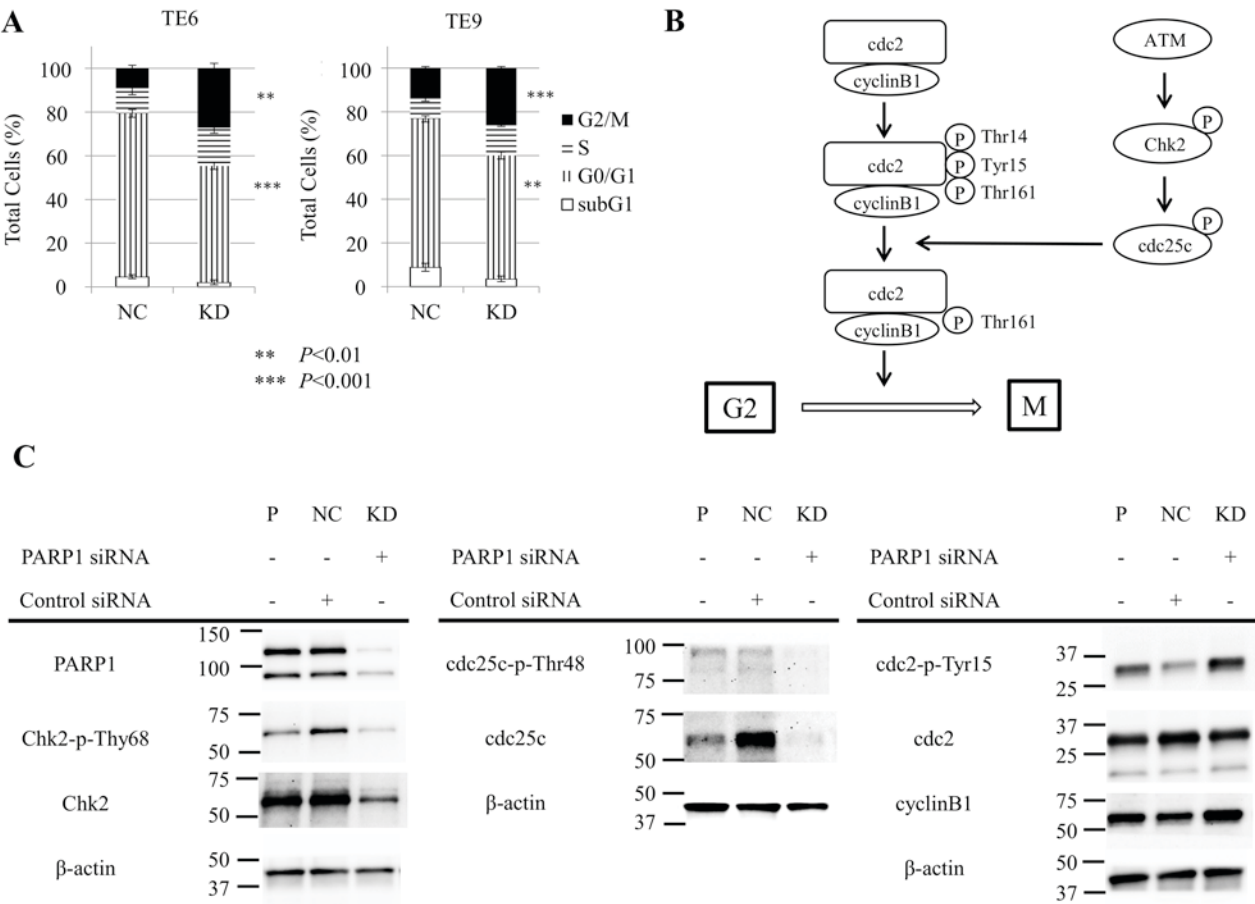 A
TE6
TE9
Total Cells (%)
100
80
60
40
20
0
NC
KD
**
***
Total Cells (%)
100
80
60
40
20
0
NC
KD
***
**
G2/M
S
G0/G1
subG1
** P<0.01
*** P<0.001
B
cdc2
cyclinB1
cdc2
cyclinB1
P Thr14
P Tyr15
P Thr161
cdc2
cyclinB1
P Thr161
ATM
Chk2
P
cdc25c
P
G2
M
C
P NC KD
PARP1 siRNA - - +
Control siRNA - + -
PARP1
150
100
Chk2-p-Thy68
75
50
Chk2
75
50
β-actin
50
37
P NC KD
PARP1 siRNA - - +
Control siRNA - + -
cdc25c-p-Thr48
100
75
cdc25c
75
50
β-actin
50
37
P NC KD
PARP1 siRNA - - +
Control siRNA - + -
cdc2-p-Tyr15
37
25
cdc2
37
25
cyclinB1
75
50
β-actin
50
37